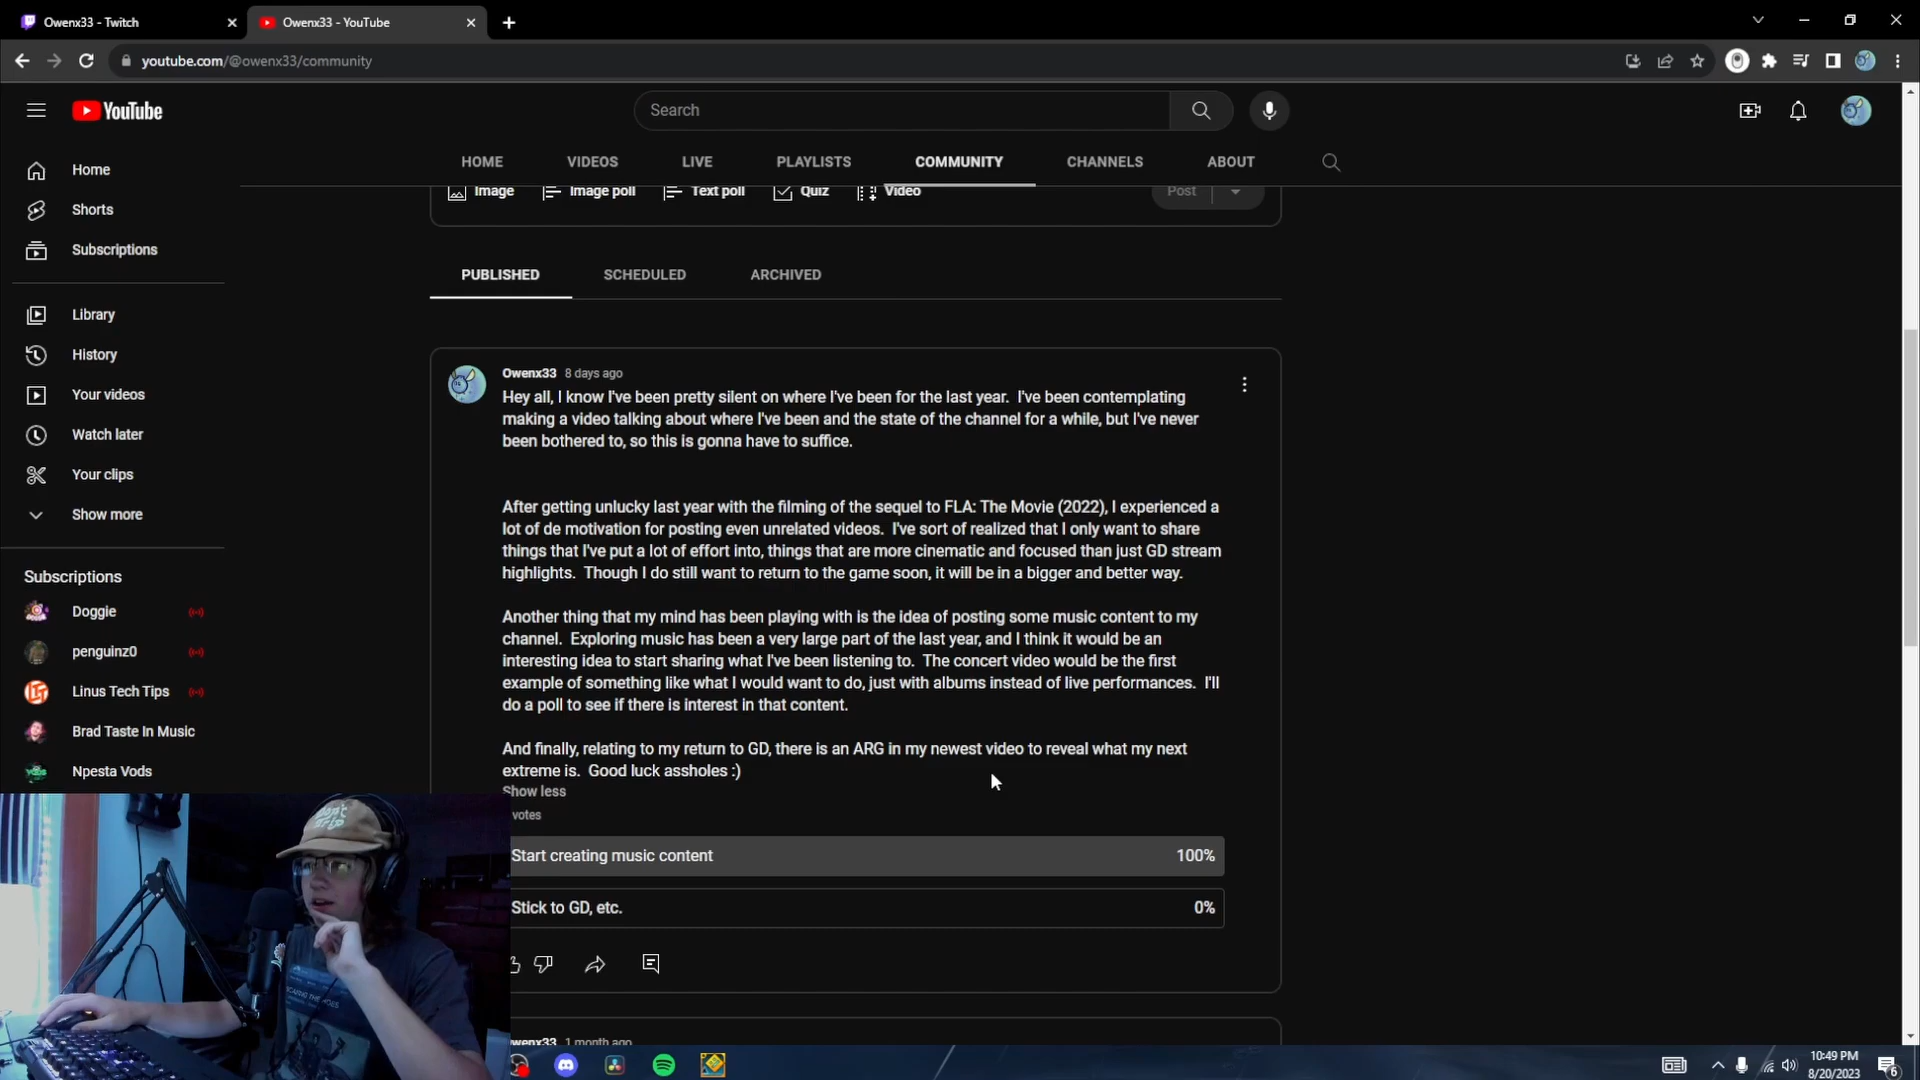 Owenx33 - Twitch
Owenx33 - YouTube
youtube.com/@owenx33/community
YouTube
Search
HOME VIDEOS LIVE PLAYLISTS COMMUNITY CHANNELS ABOUT
Image Image poll Text poll Quiz Video Post
Home
Shorts
Subscriptions
Library
History
Your videos
Watch later
Your clips
Show more
Subscriptions
Doggie
penguinz0
Linus Tech Tips
Brad Taste In Music
Npesta Vods
PUBLISHED SCHEDULED ARCHIVED
Owenx33 8 days ago
Hey all, I know I've been pretty silent on where I've been for the last year. I've been contemplating
making a video talking about where I've been and the state of the channel for a while, but I've never
been bothered to, so this is gonna have to suffice.
After getting unlucky last year with the filming of the sequel to FLA: The Movie (2022), I experienced a
lot of de motivation for posting even unrelated videos. I've sort of realized that I only want to share
things that I've put a lot of effort into, things that are more cinematic and focused than just GD stream
highlights. Though I do still want to return to the game soon, it will be in a bigger and better way.
Another thing that my mind has been playing with is the idea of posting some music content to my
channel. Exploring music has been a very large part of the last year, and I think it would be an
interesting idea to start sharing what I've been listening to. The concert video would be the first
example of something like what I would want to do, just with albums instead of live performances. I'll
do a poll to see if there is interest in that content.
And finally, relating to my return to GD, there is an ARG in my newest video to reveal what my next
extreme is. Good luck assholes :)
Show less
votes
Start creating music content 100%
Stick to GD, etc. 0%
Owenx33 1 month ago
10:49 PM
8/20/2023
6